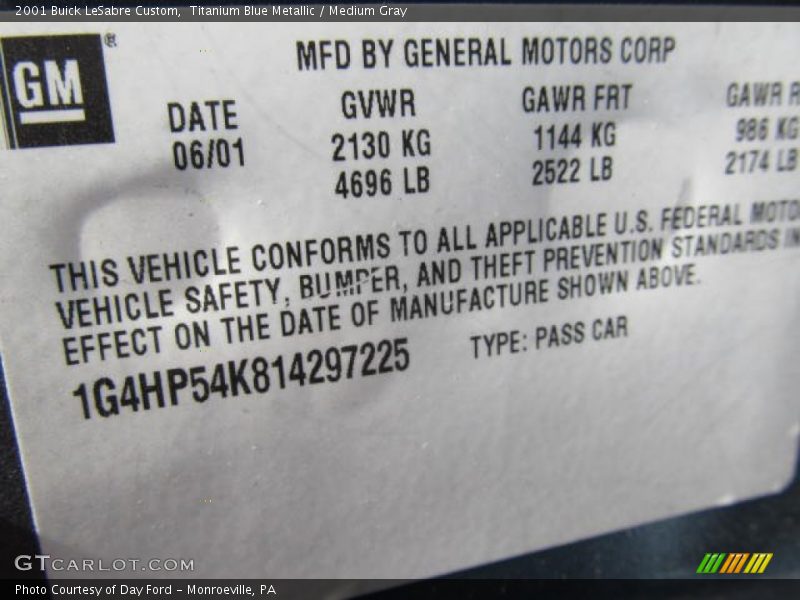 2001 Buick LeSabre Custom, Titanium Blue Metallic / Medium Gray
GM®
MFD BY GENERAL MOTORS CORP
DATE GVWR GAWR FRT GAWR R
06/01 2130 KG 1144 KG 986 KG
4696 LB 2522 LB 2174 LB
THIS VEHICLE CONFORMS TO ALL APPLICABLE U.S. FEDERAL MOTO
VEHICLE SAFETY, BUMPER, AND THEFT PREVENTION STANDARDS IN
EFFECT ON THE DATE OF MANUFACTURE SHOWN ABOVE.
1G4HP54K814297225 TYPE: PASS CAR
GTCARLOT.COM
Photo Courtesy of Day Ford – Monroeville, PA